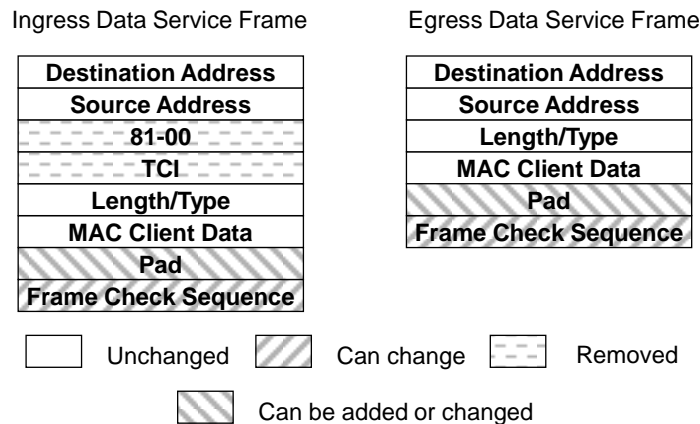 Ingress Data Service Frame
Destination Address
Source Address
81-00
TCI
Length/Type
MAC Client Data
Pad
Frame Check Sequence
Egress Data Service Frame
Destination Address
Source Address
Length/Type
MAC Client Data
Pad
Frame Check Sequence
Unchanged
Can change
Removed
Can be added or changed